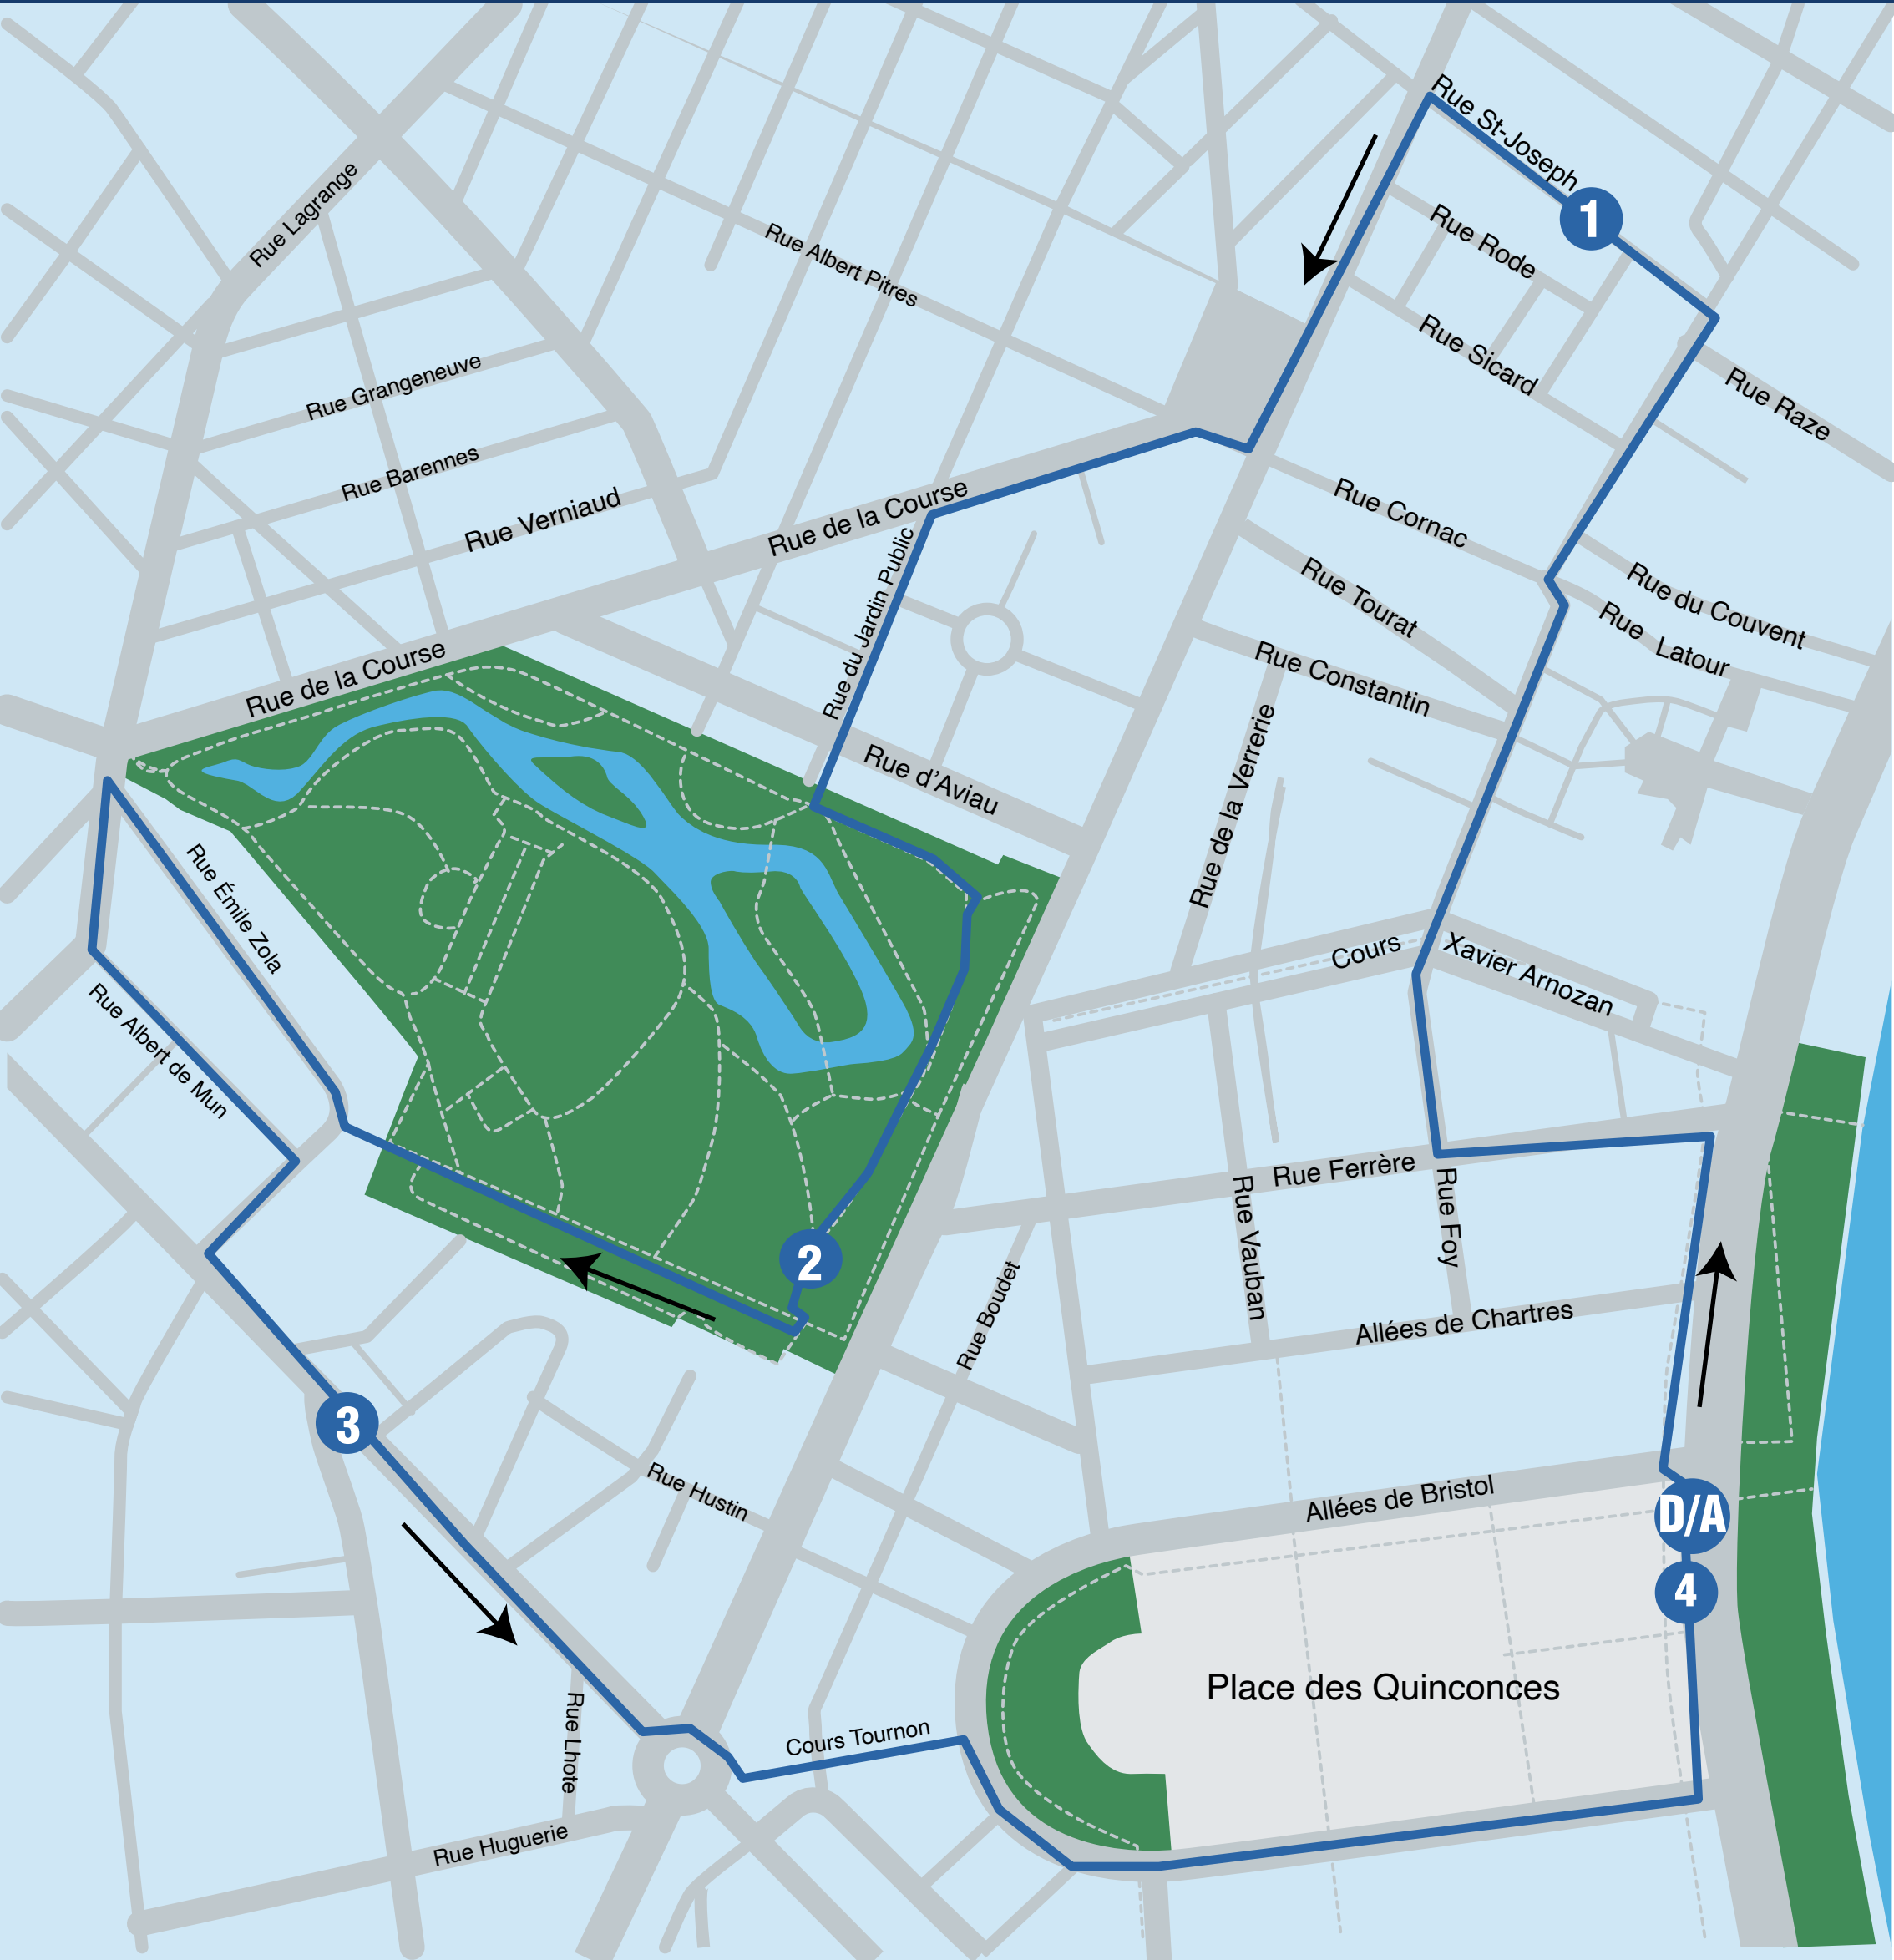 Rue St-Joseph
1
Rue Lagrange
Rue Rode
Rue Albert Pitres
Rue Sicard
Rue Grangeneuve
Rue Raze
Rue Barennes
Rue Verniaud
Rue de la Course
Rue Cornac
Rue du Jardin Public
Rue Tourat
Rue du Couvent
Rue Latour
Rue de la Course
Rue Constantin
Rue d’Aviau
Rue de la Verrerie
Rue Émile Zola
Cours Xavier Arnozan
Rue Albert de Mun
Rue Ferrère
Rue Foy
Rue Vauban
2
Rue Boudet
Allées de Chartres
3
Rue Hustin
Allées de Bristol
D/A
4
Place des Quinconces
Rue Lhote
Cours Tournon
Rue Huguerie